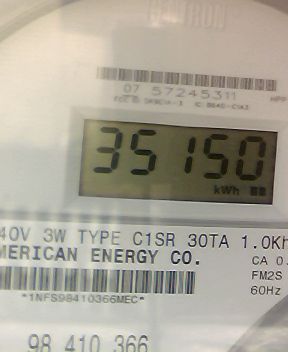 07 57245311
35150
kWh
40V 3W TYPE C1SR 30TA 1.0Kh
MERICAN ENERGY CO.
CA 0.
FM2S
*1NFS98410366MEC*
60Hz
98 410 366